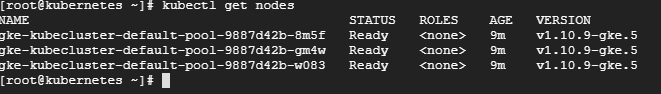 [root@kubernetes ~]# kubectl get nodes
NAME STATUS ROLES AGE VERSION
gke-kubecluster-default-pool-9887d42b-8m5f Ready <none> 9m v1.10.9-gke.5
gke-kubecluster-default-pool-9887d42b-gm4w Ready <none> 9m v1.10.9-gke.5
gke-kubecluster-default-pool-9887d42b-w083 Ready <none> 9m v1.10.9-gke.5
[root@kubernetes ~]#